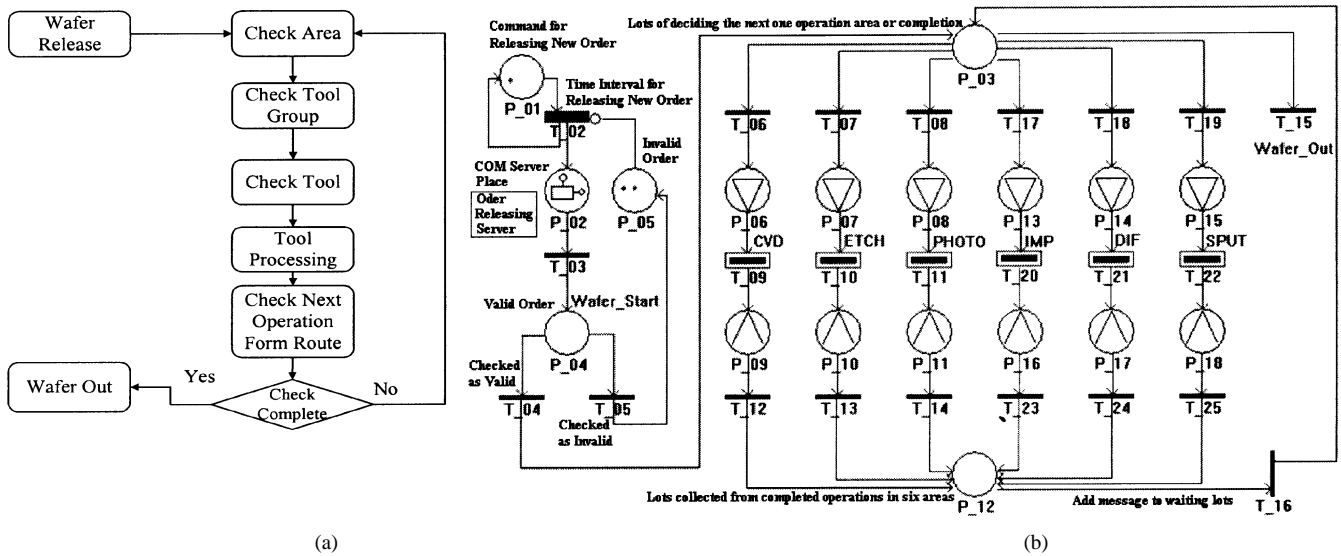 Wafer
Release
Check Area
Check Tool
Group
Check Tool
Tool
Processing
Check Next
Operation
Form Route
Check
Complete
Yes
No
Wafer Out
(a)
Command for
Releasing New Order
P_01
Time Interval for
Releasing New Order
T_02
Invalid
Order
COM Server
Place
Oder
Releasing
Server
P_02
P_05
T_03
Valid Order
Wafer_Start
P_04
Checked
as Valid
T_04
T_05
Checked
as Invalid
Lots of deciding the next one operation area or completion
P_03
T_06
T_07
T_08
T_17
T_18
T_19
T_15
Wafer_Out
P_06
P_07
P_08
P_13
P_14
P_15
CVD
ETCH
PHOTO
IMP
DIF
SPUT
T_09
T_10
T_11
T_20
T_21
T_22
P_09
P_10
P_11
P_16
P_17
P_18
T_12
T_13
T_14
T_23
T_24
T_25
Lots collected from completed operations in six areas
P_12
Add message to waiting lots
T_16
(b)